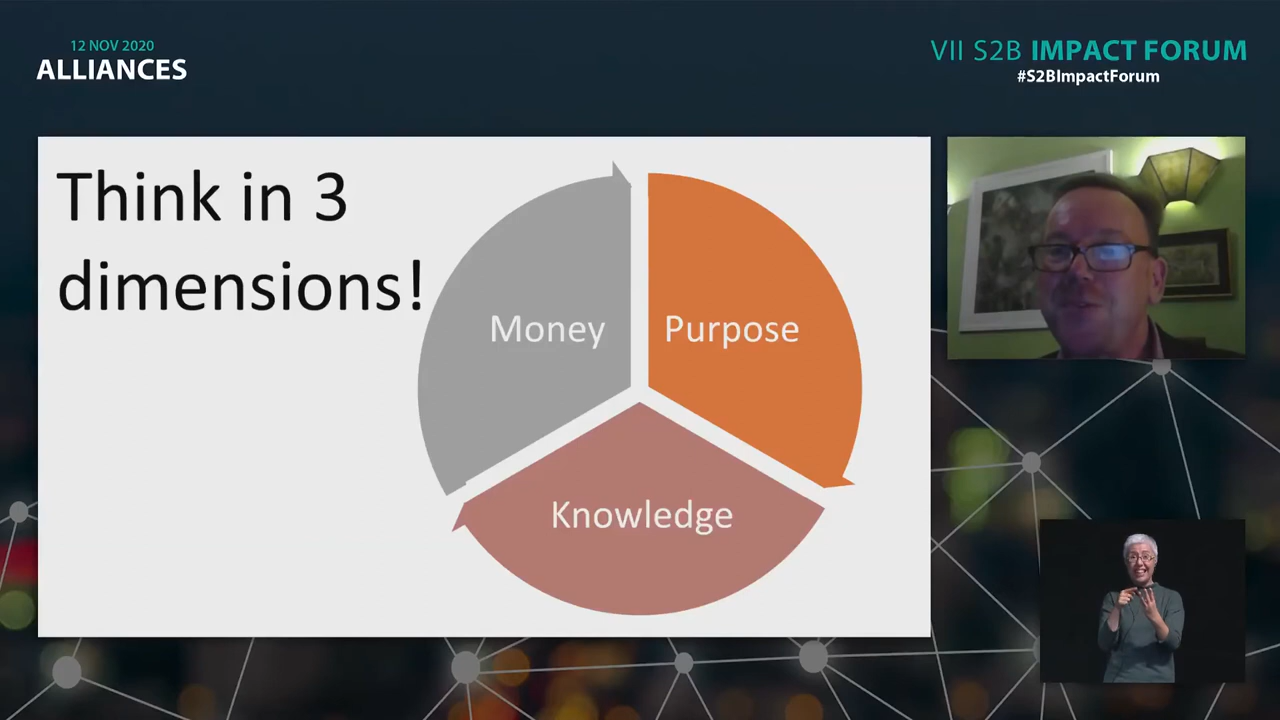 12 NOV 2020
ALLIANCES
VII S2B IMPACT FORUM
#S2BImpactForum
Think in 3
dimensions!
Money
Purpose
Knowledge